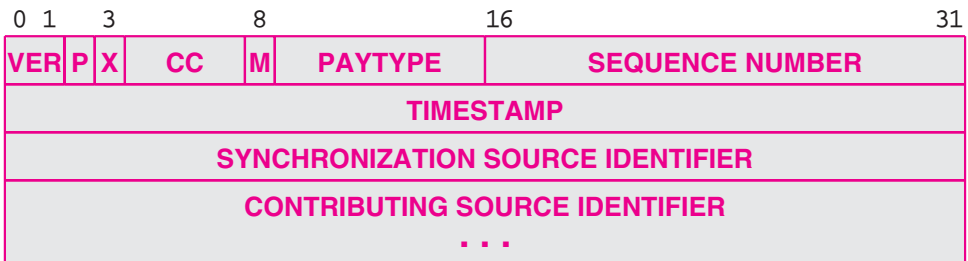 0 1 3 8 16 31
VER P X CC M PAYTYPE SEQUENCE NUMBER
TIMESTAMP
SYNCHRONIZATION SOURCE IDENTIFIER
CONTRIBUTING SOURCE IDENTIFIER
. . .